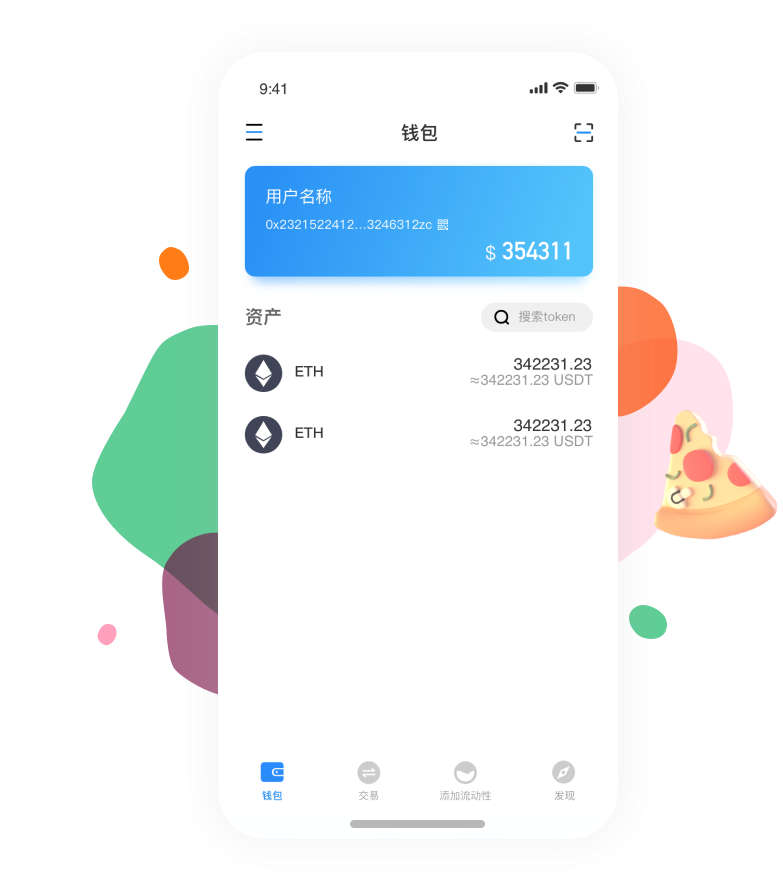 9:41
钱包
用户名称
0x2321522412...3246312zc
$ 354311
资产
搜索token
ETH
342231.23
≈342231.23 USDT
ETH
342231.23
≈342231.23 USDT
钱包 交易 添加流动性 发现